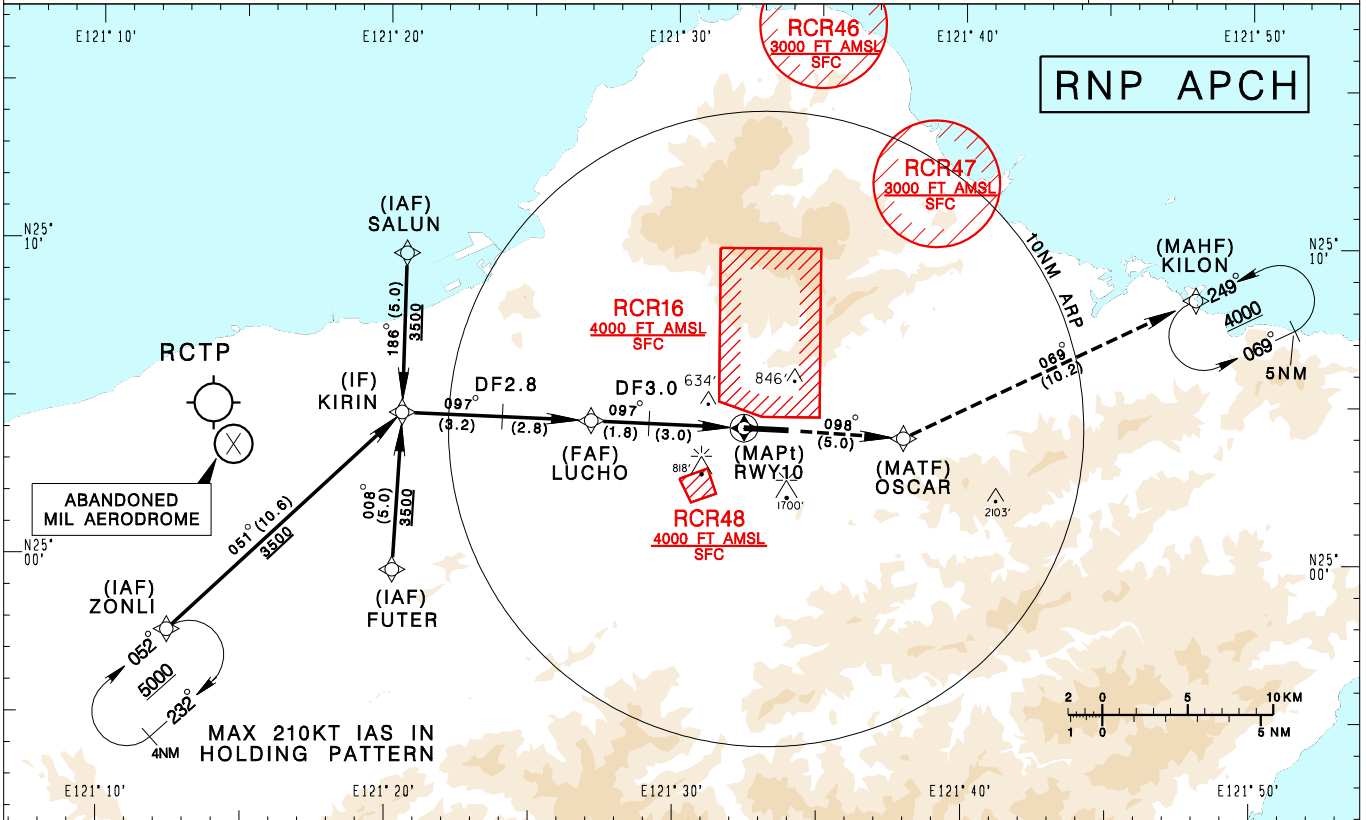 E121° 10'
E121° 20'
E121° 30'
E121° 40'
E121° 50'
RCR46
3000 FT AMSL
SFC
RNP APCH
RCR47
3000 FT AMSL
SFC
(IAF)
SALUN
N25°
10'
N25°
10'
10NM ARP
(MAHF)
KILON
249°
4000
069°
5NM
186° (5.0)
3500
RCR16
4000 FT AMSL
SFC
RCTP
(IF)
KIRIN
DF2.8
DF3.0
634'
846'
069°
(10.2)
097°
(3.2)
(2.8)
097°
(1.8)
(3.0)
098°
(5.0)
(FAF)
LUCHO
(MAPt)
RWY10
(MATF)
OSCAR
818'
1700'
2103'
ABANDONED
MIL AERODROME
051° (10.6)
3500
008°
(5.0)
3500
RCR48
4000 FT AMSL
SFC
N25°
00'
N25°
00'
(IAF)
ZONLI
(IAF)
FUTER
052°
5000
232°
4NM
MAX 210KT IAS IN
HOLDING PATTERN
2 0 5 10 KM
1 0 5 NM
E121° 10'
E121° 20'
E121° 30'
E121° 40'
E121° 50'